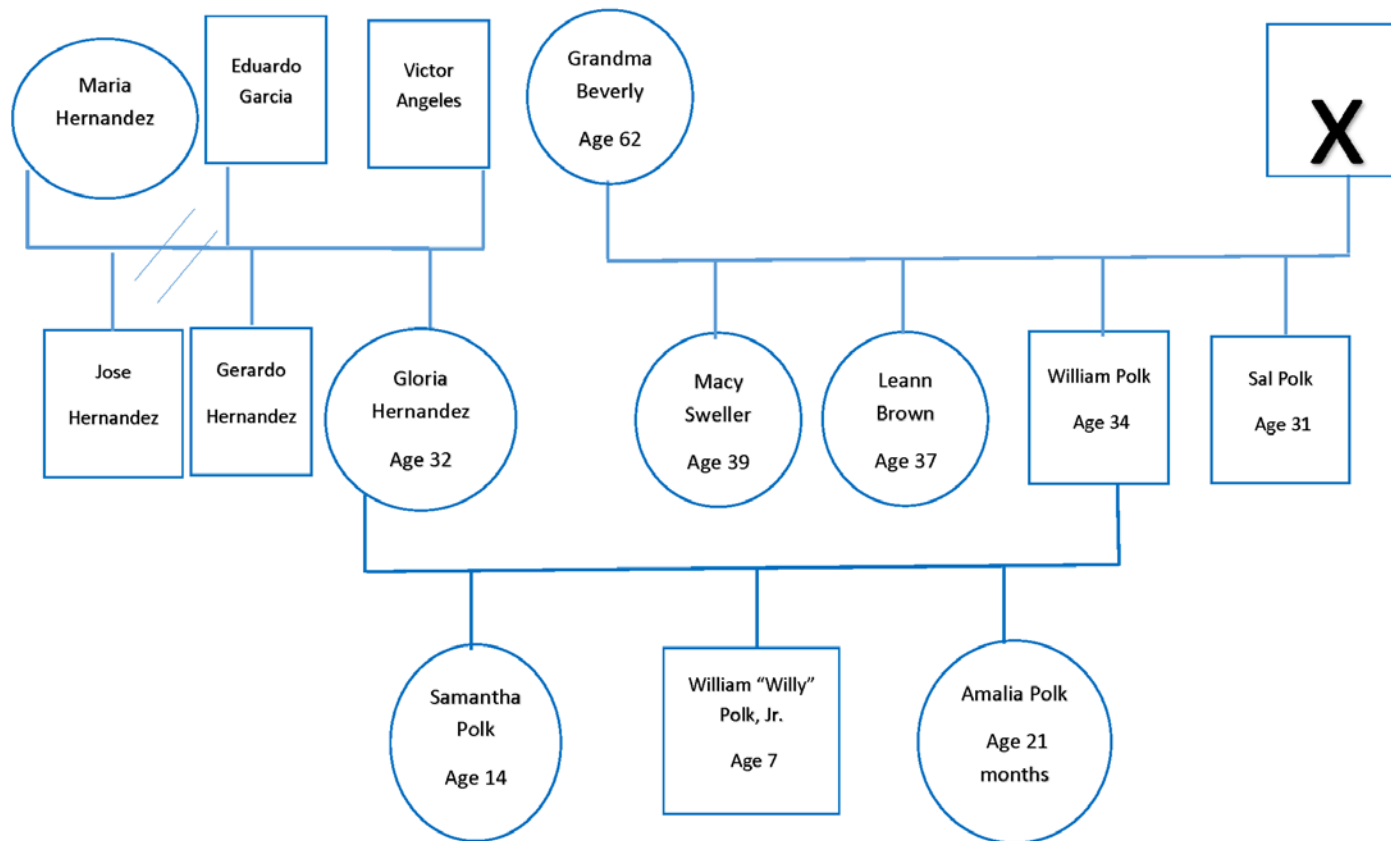 Maria
Hernandez
Eduardo
Garcia
Victor
Angeles
Grandma
Beverly
Age 62
X
Jose
Hernandez
Gerardo
Hernandez
Gloria
Hernandez
Age 32
Macy
Sweller
Age 39
Leann
Brown
Age 37
William Polk
Age 34
Sal Polk
Age 31
Samantha
Polk
Age 14
William “Willy”
Polk, Jr.
Age 7
Amalia Polk
Age 21
months